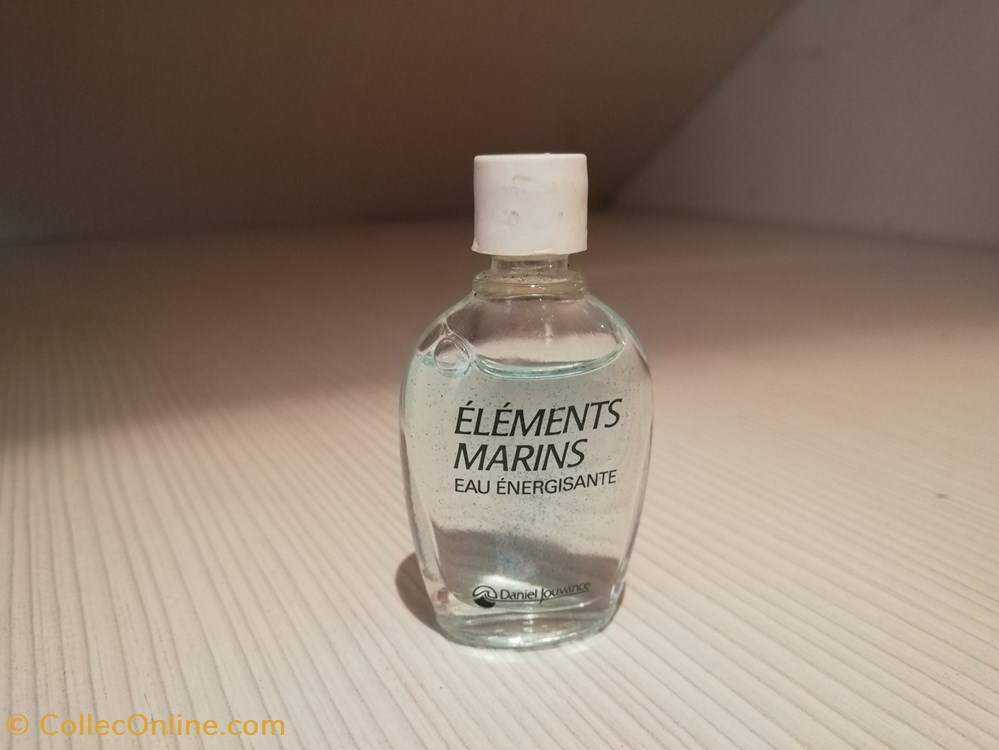 ÉLÉMENTS
MARINS
EAU ÉNERGISANTE
Daniel Jouvance
© CollecOnline.com